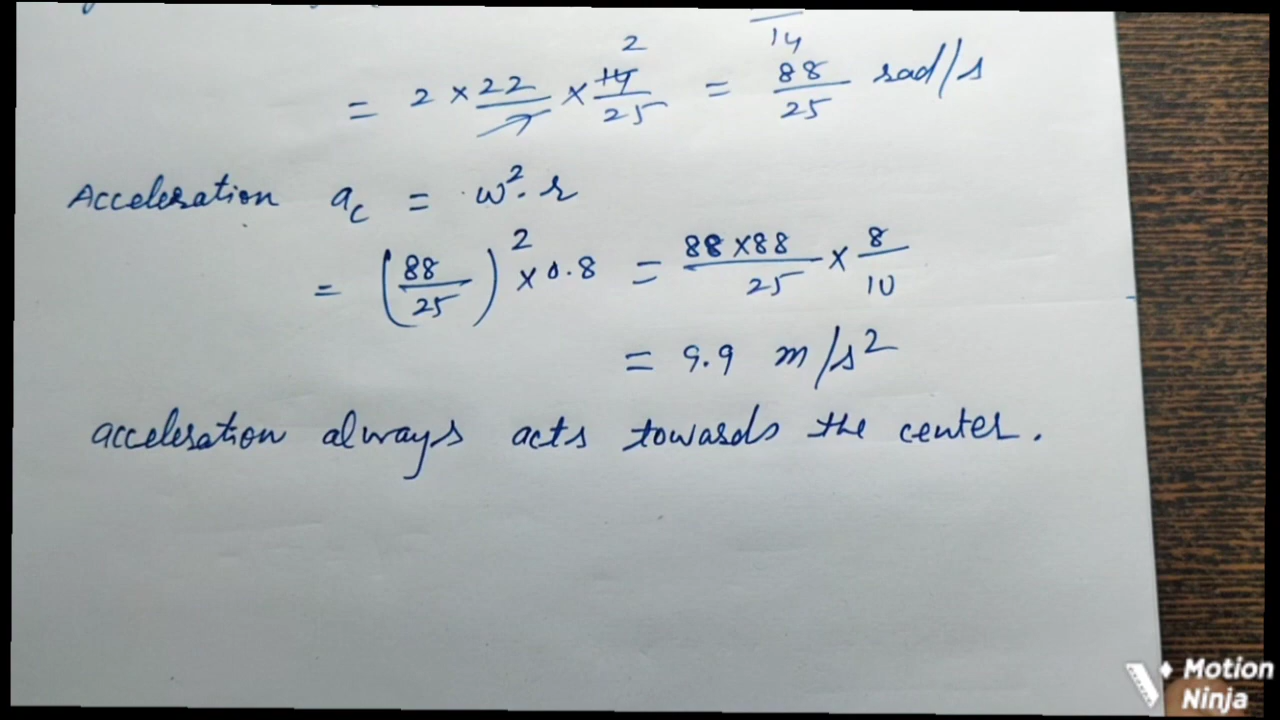 14
= 2 × 22/7 × 14/25 2 = 88/25 rad/s
Acceleration a_c = ω². r
= (88/25)² × 0.8 = 88 × 88/25 × 8/10
= 9.9 m/s²
acceleration always acts towards the center.
Motion
Ninja